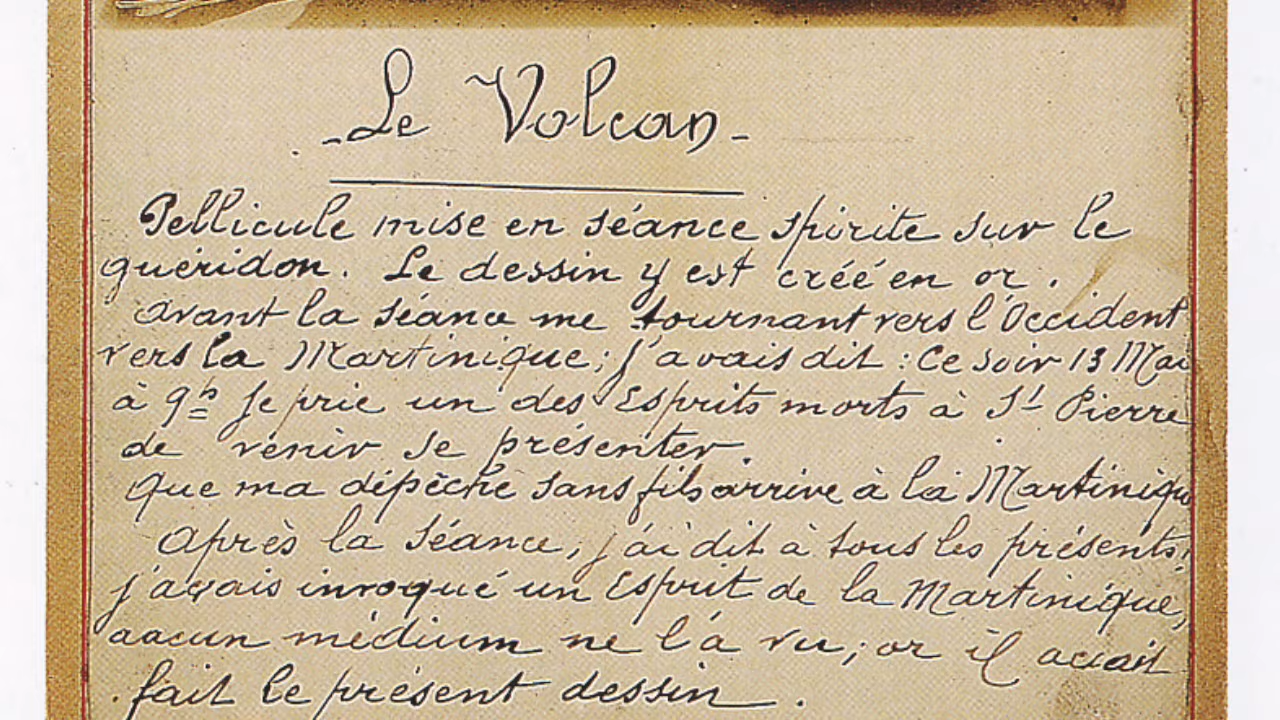 - Le Volcan -
Pellicule mise en séance spirite sur le
guéridon. Le dessin y est créé en or.
Avant la séance me tournant vers l'Occident
vers la Martinique; j'avais dit: Ce soir 13 Mai
à 9h Je prie un des Esprits morts à St Pierre
de venir se présenter.
Que ma dépèche sans fils arrive à la Martinique
Après la séance, j'ai dit à tous les présents,
j'avais invoqué un Esprit de la Martinique,
aucun médium ne l'a vu; or il avait
fait le présent dessin.